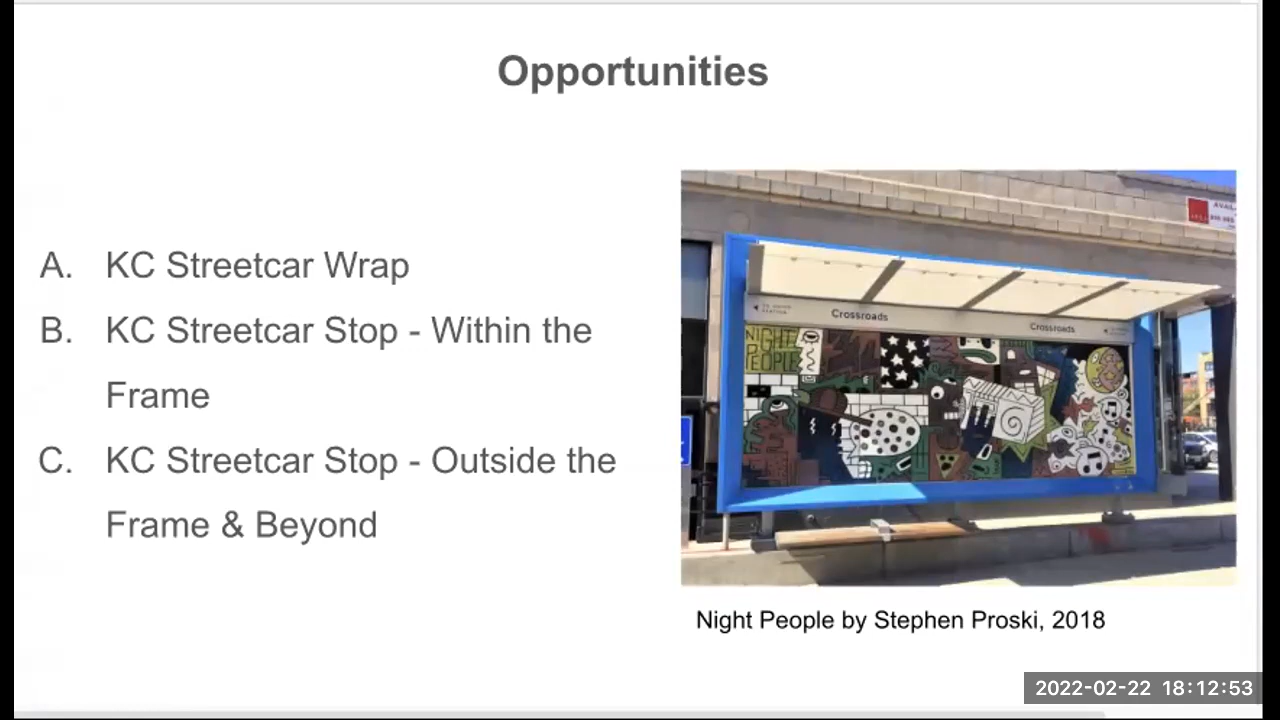 Opportunities
A. KC Streetcar Wrap
B. KC Streetcar Stop - Within the
Frame
C. KC Streetcar Stop - Outside the
Frame & Beyond
AVAI
Crossroads
Crossroads
NIGHT
PEOPLE
Night People by Stephen Proski, 2018
2022-02-22 18:12:53